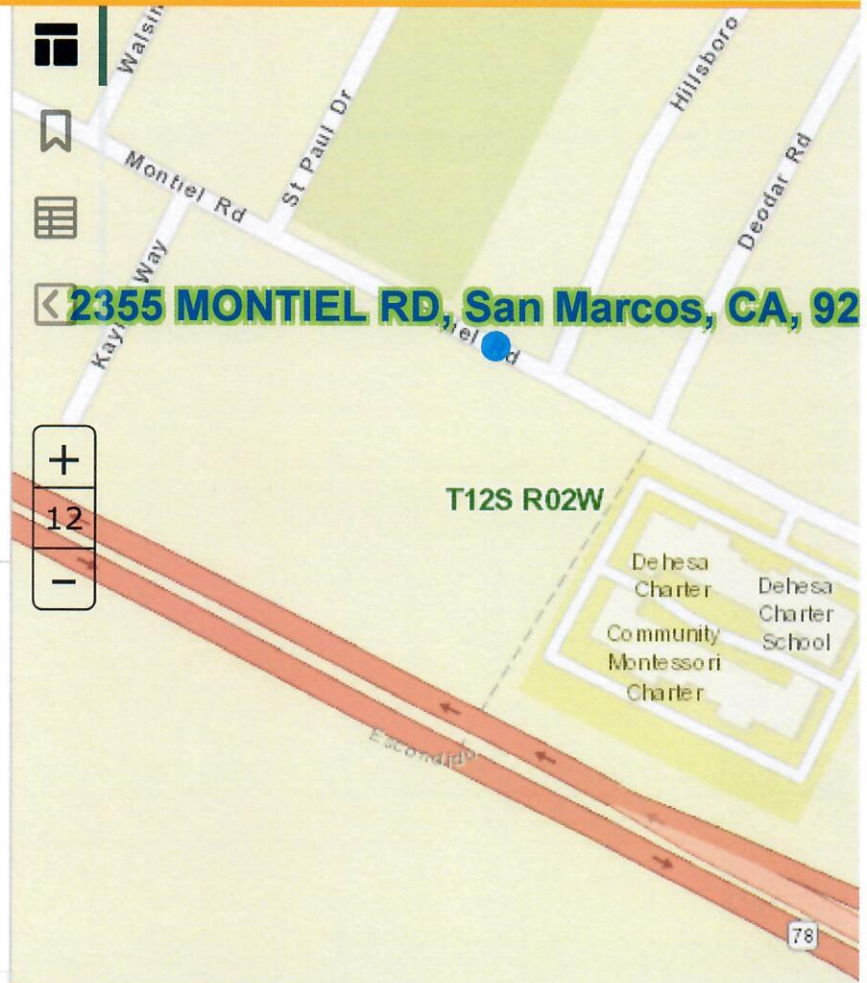 Walsin
Hillsboro
St Paul Dr
Montiel Rd
Deodar Rd
Way
2355 MONTIEL RD, San Marcos, CA, 92
iel Rd
+
12
−
T12S R02W
Dehesa
Charter
Dehesa
Charter
School
Community
Montessori
Charter
Escondido
78